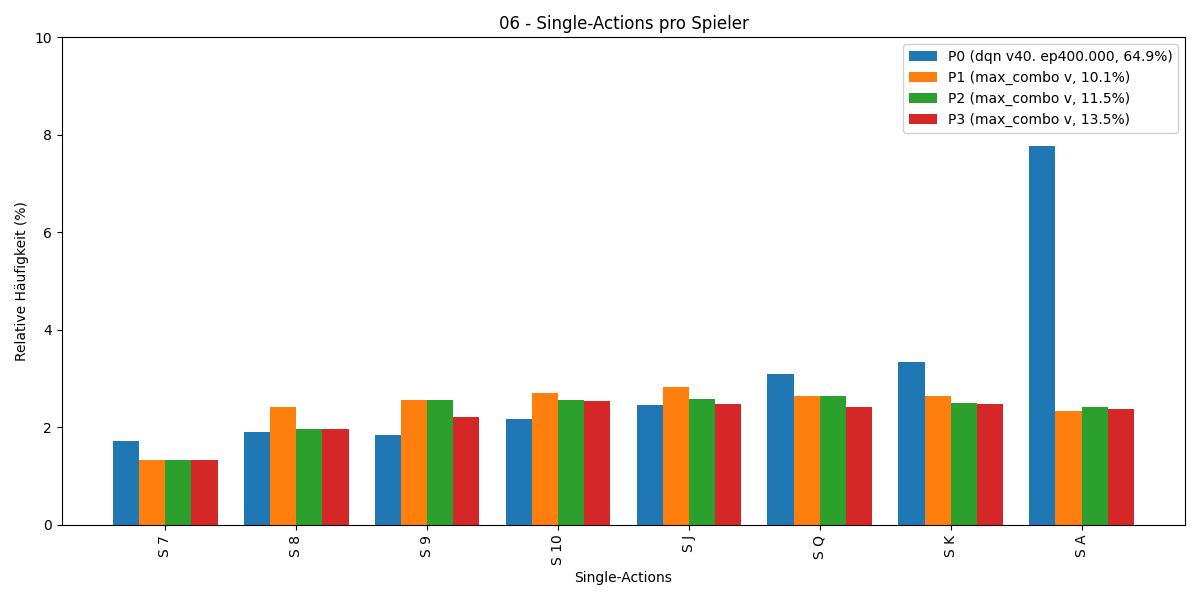 06 - Single-Actions pro Spieler
P0 (dqn v40. ep400.000, 64.9%)
P1 (max_combo v, 10.1%)
P2 (max_combo v, 11.5%)
P3 (max_combo v, 13.5%)
Relative Häufigkeit (%)
10
8
6
4
2
0
S 7
S 8
S 9
S 10
S J
S Q
S K
S A
Single-Actions